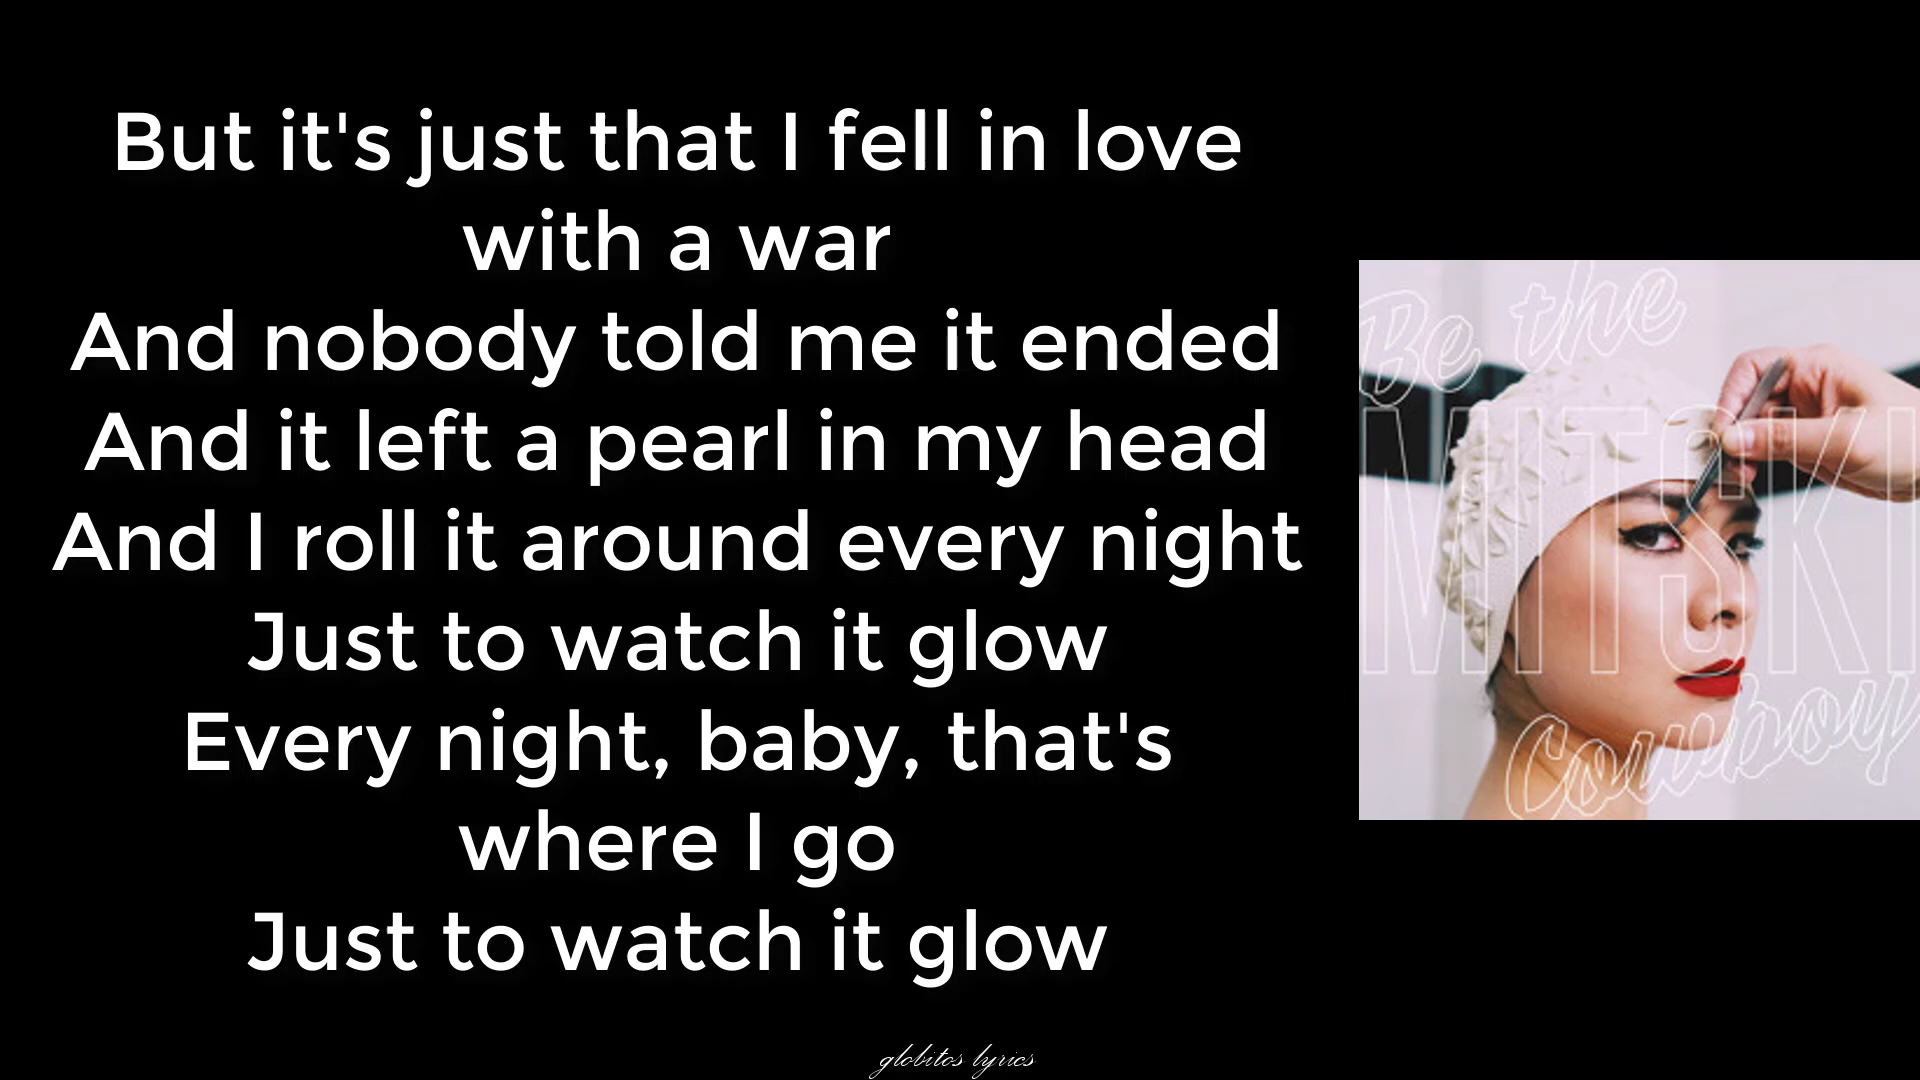 But it's just that I fell in love
with a war
And nobody told me it ended
And it left a pearl in my head
And I roll it around every night
Just to watch it glow
Every night, baby, that's
where I go
Just to watch it glow
Be the
MITSKI
Cowboy
globitos lyrics